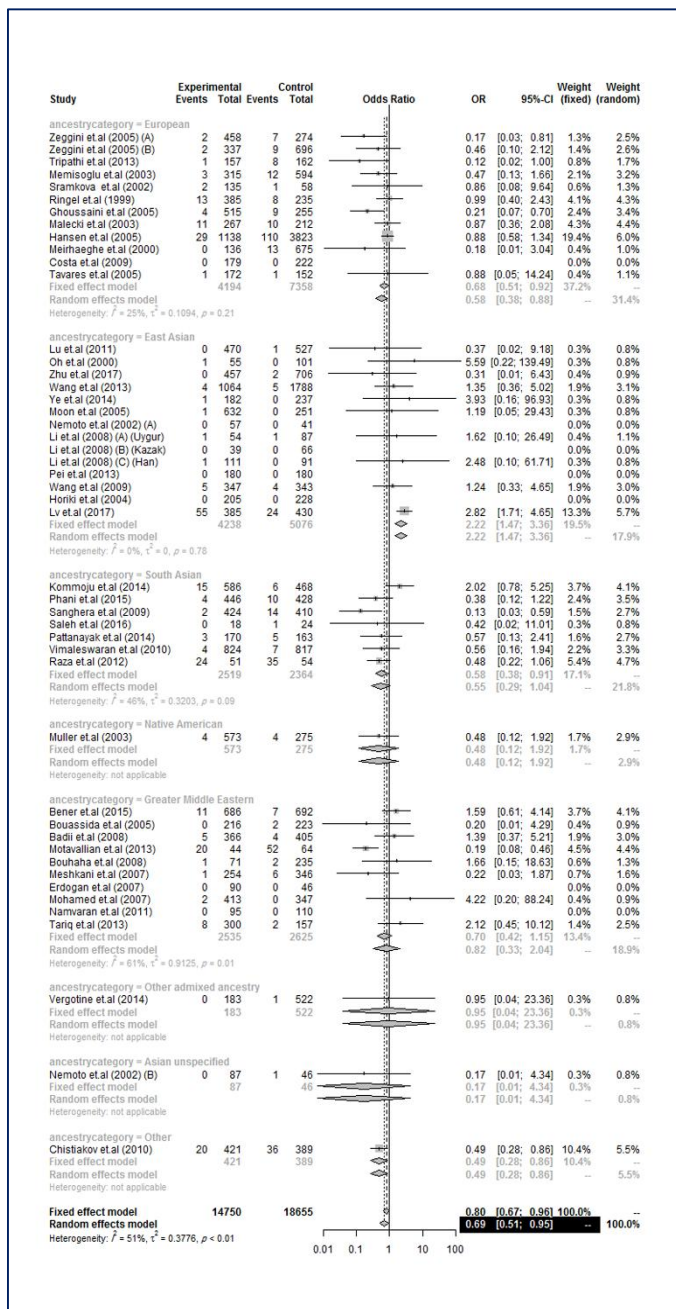 Experimental Control Weight Weight
Study Events Total Events Total Odds Ratio OR 95%-CI (fixed) (random)
ancestrycategory = European
Zeggini et.al (2005) (A) 2 458 7 274 0.17 [0.03; 0.81] 1.3% 2.5%
Zeggini et.al (2005) (B) 2 337 9 696 0.46 [0.10; 2.12] 1.4% 2.6%
Tripathi et.al (2013) 1 157 8 162 0.12 [0.02; 1.00] 0.8% 1.7%
Memisoglu et.al (2003) 3 315 12 594 0.47 [0.13; 1.66] 2.1% 3.2%
Sramkova et.al (2002) 2 135 1 58 0.86 [0.08; 9.64] 0.6% 1.3%
Ringel et.al (1999) 13 385 8 235 0.99 [0.40; 2.43] 4.1% 4.3%
Ghoussaini et.al (2005) 4 515 9 255 0.21 [0.07; 0.70] 2.4% 3.4%
Malecki et.al (2003) 11 267 10 212 0.87 [0.36; 2.08] 4.3% 4.4%
Hansen et.al (2005) 29 1138 110 3823 0.88 [0.58; 1.34] 19.4% 6.0%
Meirhaeghe et.al (2000) 0 136 13 675 0.18 [0.01; 3.04] 0.4% 0.8%
Costa et.al (2009) 0 179 0 222 0.0% 0.0%
Tavares et.al (2005) 1 172 1 152 0.88 [0.05; 14.24] 0.4% 1.1%
Fixed effect model 4194 7358 0.68 [0.51; 0.92] 37.2% --
Random effects model 0.58 [0.38; 0.88] -- 31.4%
Heterogeneity: I² = 25%, τ² = 0.1094, p = 0.21
ancestrycategory = East Asian
Lu et.al (2011) 0 470 1 527 0.37 [0.02; 9.18] 0.3% 0.8%
Oh et.al (2000) 1 55 0 101 5.59 [0.22; 139.49] 0.3% 0.8%
Zhu et.al (2017) 0 457 2 706 0.31 [0.01; 6.43] 0.4% 0.9%
Wang et.al (2013) 4 1064 5 1788 1.35 [0.36; 5.02] 1.9% 3.1%
Ye et.al (2014) 1 182 0 237 3.93 [0.16; 96.93] 0.3% 0.8%
Moon et.al (2005) 1 632 0 251 1.19 [0.05; 29.43] 0.3% 0.8%
Nemoto et.al (2002) (A) 0 57 0 41 0.0% 0.0%
Li et.al (2008) (A) (Uygur) 1 54 1 87 1.62 [0.10; 26.49] 0.4% 1.1%
Li et.al (2008) (B) (Kazak) 0 39 0 66 0.0% 0.0%
Li et.al (2008) (C) (Han) 1 111 0 91 2.48 [0.10; 61.71] 0.3% 0.8%
Pei et.al (2013) 0 180 0 180 0.0% 0.0%
Wang et.al (2009) 5 347 4 343 1.24 [0.33; 4.65] 1.9% 3.0%
Horiki et.al (2004) 0 205 0 228 0.0% 0.0%
Lv et.al (2017) 55 385 24 430 2.82 [1.71; 4.65] 13.3% 5.7%
Fixed effect model 4238 5076 2.22 [1.47; 3.36] 19.5% --
Random effects model 2.22 [1.47; 3.36] -- 17.9%
Heterogeneity: I² = 0%, τ² = 0, p = 0.78
ancestrycategory = South Asian
Kommoju et.al (2014) 15 586 6 468 2.02 [0.78; 5.25] 3.7% 4.1%
Phani et.al (2015) 4 446 10 428 0.38 [0.12; 1.22] 2.4% 3.5%
Sanghera et.al (2009) 2 424 14 410 0.13 [0.03; 0.59] 1.5% 2.7%
Saleh et.al (2016) 0 18 1 24 0.42 [0.02; 11.01] 0.3% 0.8%
Pattanayak et.al (2014) 3 170 5 163 0.57 [0.13; 2.41] 1.6% 2.7%
Vimaleswaran et.al (2010) 4 824 7 817 0.56 [0.16; 1.94] 2.2% 3.3%
Raza et.al (2012) 24 51 35 54 0.48 [0.22; 1.06] 5.4% 4.7%
Fixed effect model 2519 2364 0.58 [0.38; 0.91] 17.1% --
Random effects model 0.55 [0.29; 1.04] -- 21.8%
Heterogeneity: I² = 46%, τ² = 0.3203, p = 0.09
ancestrycategory = Native American
Muller et.al (2003) 4 573 4 275 0.48 [0.12; 1.92] 1.7% 2.9%
Fixed effect model 573 275 0.48 [0.12; 1.92] 1.7% --
Random effects model 0.48 [0.12; 1.92] -- 2.9%
Heterogeneity: not applicable
ancestrycategory = Greater Middle Eastern
Bener et.al (2015) 11 686 7 692 1.59 [0.61; 4.14] 3.7% 4.1%
Bouassida et.al (2005) 0 216 2 223 0.20 [0.01; 4.29] 0.4% 0.9%
Badii et.al (2008) 5 366 4 405 1.39 [0.37; 5.21] 1.9% 3.0%
Motavallian et.al (2013) 20 44 52 64 0.19 [0.08; 0.46] 4.5% 4.4%
Bouhaha et.al (2008) 1 71 2 235 1.66 [0.15; 18.63] 0.6% 1.3%
Meshkani et.al (2007) 1 254 6 346 0.22 [0.03; 1.87] 0.7% 1.6%
Erdogan et.al (2007) 0 90 0 46 0.0% 0.0%
Mohamed et.al (2007) 2 413 0 347 4.22 [0.20; 88.24] 0.4% 0.9%
Namvaran et.al (2011) 0 95 0 110 0.0% 0.0%
Tariq et.al (2013) 8 300 2 157 2.12 [0.45; 10.12] 1.4% 2.5%
Fixed effect model 2535 2625 0.70 [0.42; 1.15] 13.4% --
Random effects model 0.82 [0.33; 2.04] -- 18.9%
Heterogeneity: I² = 61%, τ² = 0.9125, p = 0.01
ancestrycategory = Other admixed ancestry
Vergotine et.al (2014) 0 183 1 522 0.95 [0.04; 23.36] 0.3% 0.8%
Fixed effect model 183 522 0.95 [0.04; 23.36] 0.3% --
Random effects model 0.95 [0.04; 23.36] -- 0.8%
Heterogeneity: not applicable
ancestrycategory = Asian unspecified
Nemoto et.al (2002) (B) 0 87 1 46 0.17 [0.01; 4.34] 0.3% 0.8%
Fixed effect model 87 46 0.17 [0.01; 4.34] 0.3% --
Random effects model 0.17 [0.01; 4.34] -- 0.8%
Heterogeneity: not applicable
ancestrycategory = Other
Chistiakov et.al (2010) 20 421 36 389 0.49 [0.28; 0.86] 10.4% 5.5%
Fixed effect model 421 389 0.49 [0.28; 0.86] 10.4% --
Random effects model 0.49 [0.28; 0.86] -- 5.5%
Heterogeneity: not applicable
Fixed effect model 14750 18655 0.80 [0.67; 0.96] 100.0% --
Random effects model 0.69 [0.51; 0.95] -- 100.0%
Heterogeneity: I² = 51%, τ² = 0.3776, p < 0.01
0.01 0.1 1 10 100